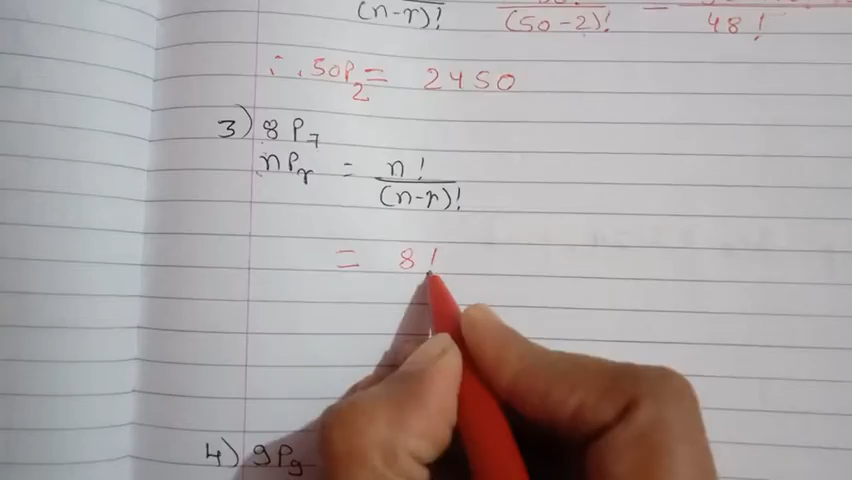 (n-r)! (50-2)! = 48!
∴ 50P2 = 2450
3) 8P7
nPr = n! / (n-r)!
= 8!
4) 9P9